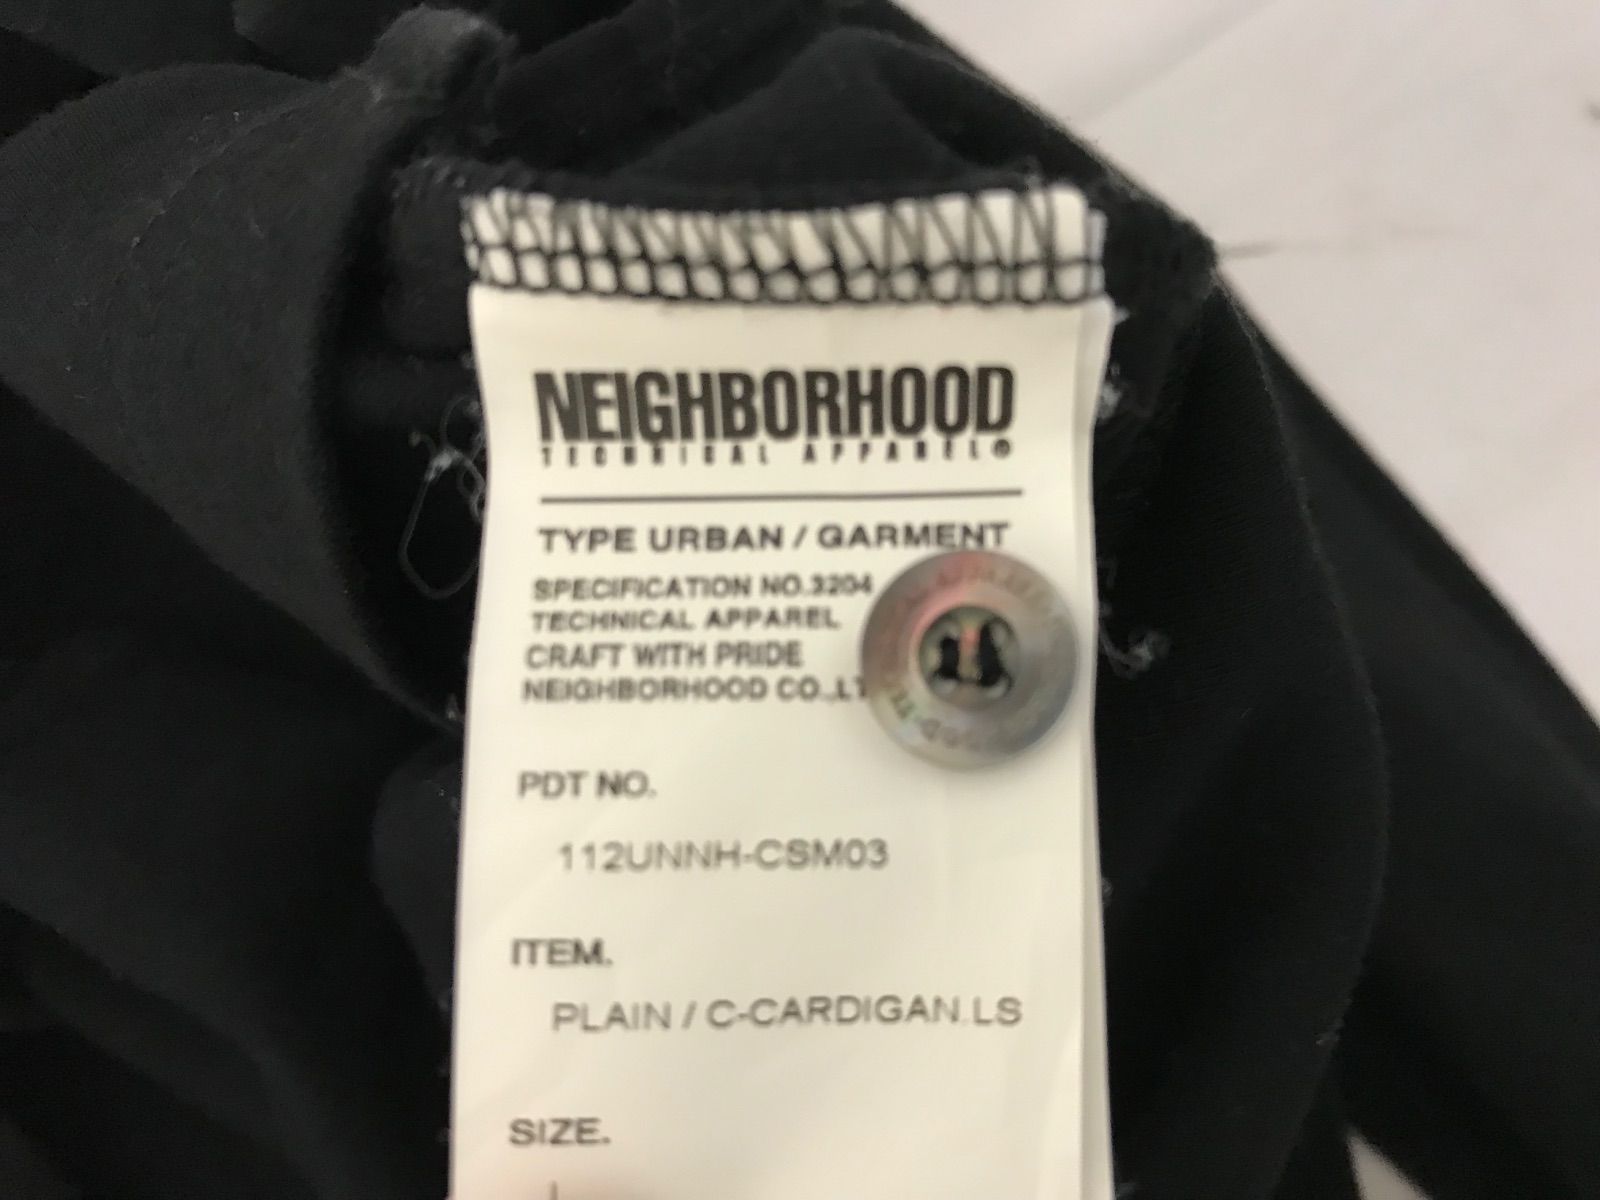 NEIGHBORHOOD
TECHNICAL APPAREL®
TYPE URBAN / GARMENT
SPECIFICATION NO.3204
TECHNICAL APPAREL
CRAFT WITH PRIDE
NEIGHBORHOOD CO.,LT
PDT NO.
112UNNH-CSM03
ITEM.
PLAIN / C-CARDIGAN.LS
SIZE.